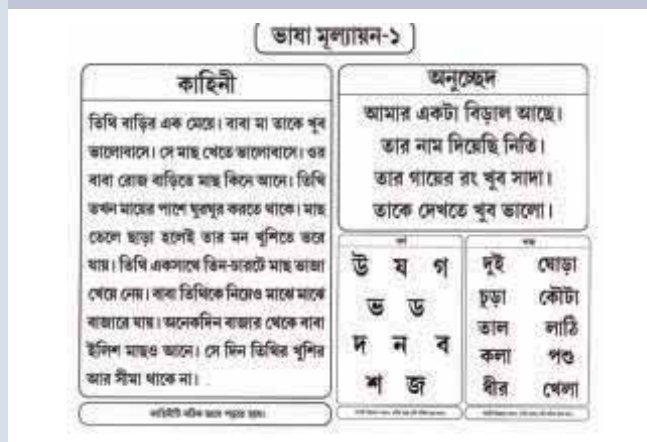 ভাষা মূল্যায়ন-১
কাহিনী
তিথি বাড়ির এক মেয়ে। বাবা মা তাকে খুব
ভালোবাসে। সে মাছ খেতে ভালোবাসে। ওর
বাবা রোজ বাড়িতে মাছ কিনে আনে। তিথি
তখন মায়ের পাশে ঘুরঘুর করতে থাকে। মাছ
তেলে ছাড়া হলেই তার মন খুশিতে ভরে
যায়। তিথি একসাথে তিন-চারটে মাছ ভাজা
খেয়ে নেয়। বাবা তিথিকে নিয়েও মাঝে মাঝে
বাজারে যায়। অনেকদিন বাজার থেকে বাবা
ইলিশ মাছও আনে। সে দিন তিথির খুশির
আর সীমা থাকে না।
অনুচ্ছেদ
আমার একটা বিড়াল আছে।
তার নাম দিয়েছি নিতি।
তার গায়ের রং খুব সাদা।
তাকে দেখতে খুব ভালো।
উ য গ
ভ ড
দ ন ব
শ জ
দুই ঘোড়া
চূড়া কৌটা
তাল লাঠি
কলা পশু
ধীর খেলা